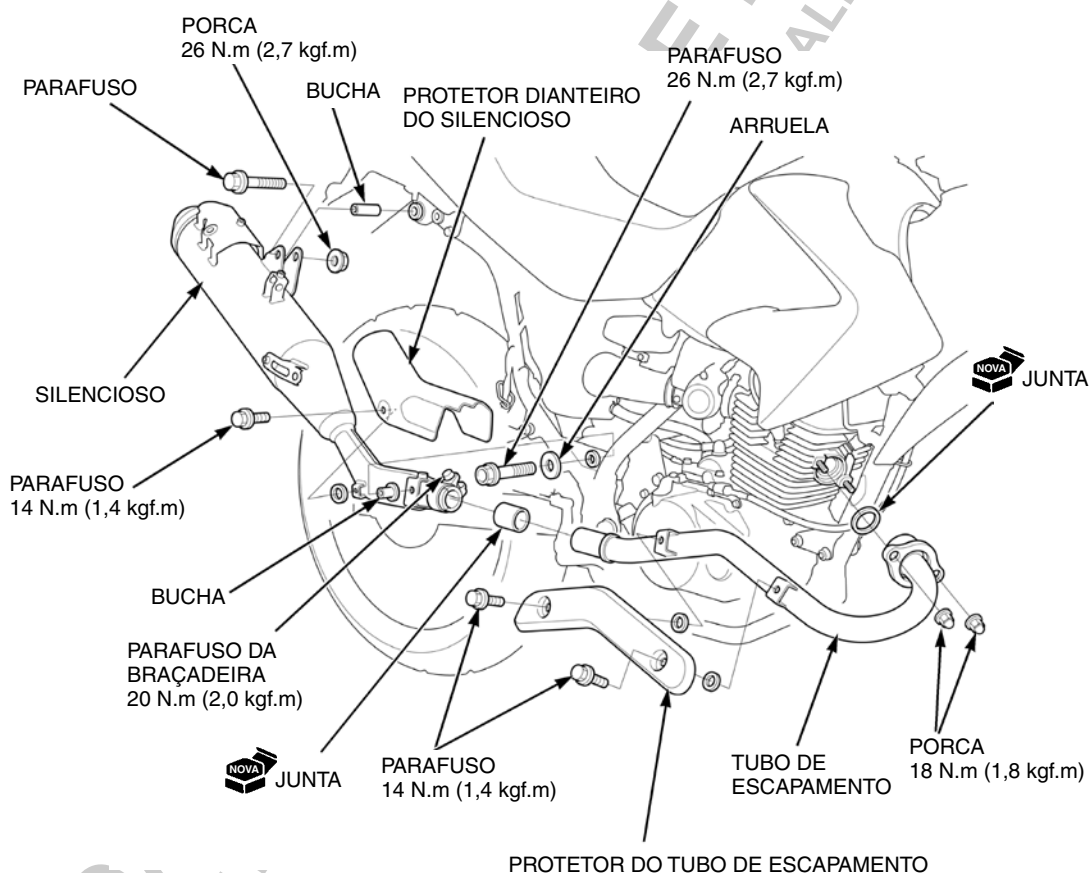 PORCA
26 N.m (2,7 kgf.m)
PARAFUSO
BUCHA
PROTETOR DIANTEIRO
DO SILENCIOSO
PARAFUSO
26 N.m (2,7 kgf.m)
ARRUELA
NOVA
JUNTA
SILENCIOSO
PARAFUSO
14 N.m (1,4 kgf.m)
BUCHA
PARAFUSO DA
BRAÇADEIRA
20 N.m (2,0 kgf.m)
NOVA
JUNTA
PARAFUSO
14 N.m (1,4 kgf.m)
TUBO DE
ESCAPAMENTO
PORCA
18 N.m (1,8 kgf.m)
PROTETOR DO TUBO DE ESCAPAMENTO